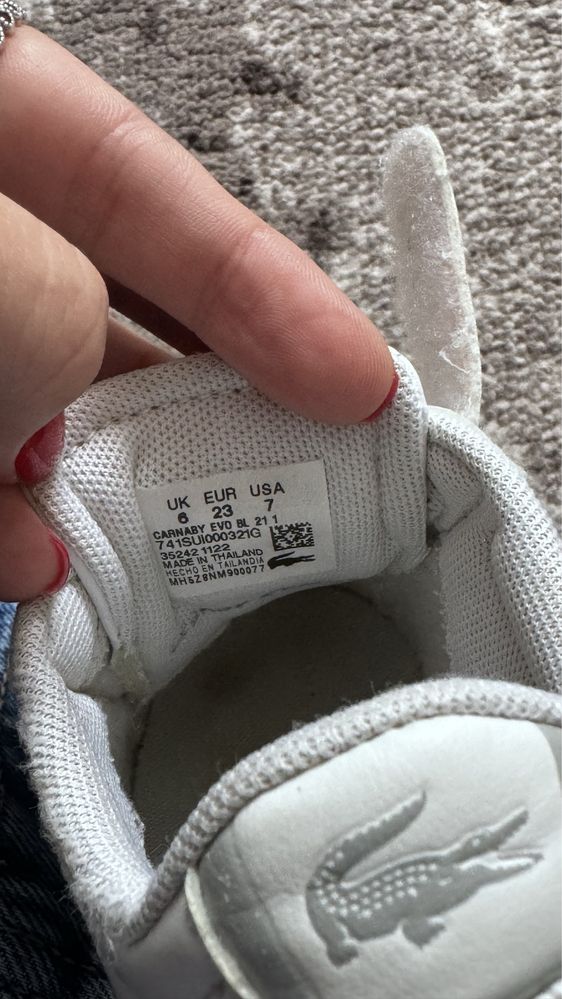 UK EUR USA
6 23 7
CARNABY EVO BL 21 1
741SUI000321G
35242 1122
MADE IN THAILAND
HECHO EN TAILANDIA
MH5Z8NM900077